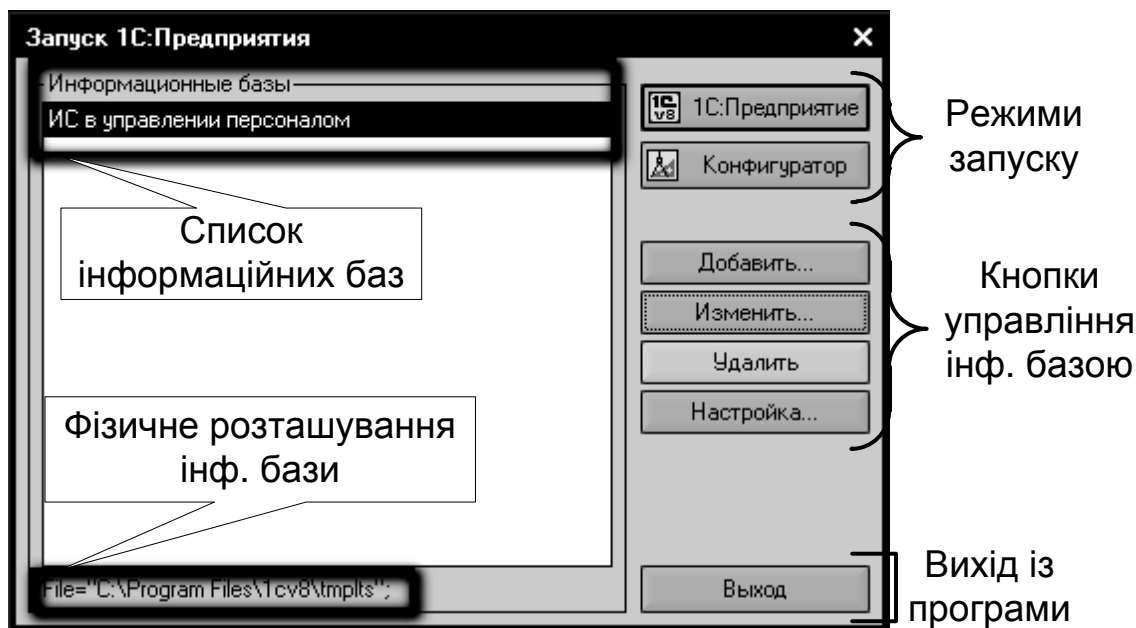 Запуск 1С:Предприятия
Информационные базы
ИС в управлении персоналом
1С:Предприятие
Конфигуратор
Режими
запуску
Список
інформаційних баз
Добавить...
Изменить...
Удалить
Настройка...
Кнопки
управління
інф. базою
Фізичне розташування
інф. бази
File="C:\Program Files\1cv8\tmplts";
Выход
Вихід із
програми